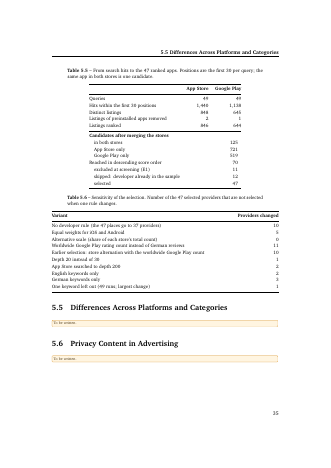 5.5 Differences Across Platforms and Categories
Table 5.5 – From search hits to the 47 ranked apps. Positions are the first 30 per query; the
same app in both stores is one candidate.
App Store Google Play
Queries 49 49
Hits within the first 30 positions 1,440 1,138
Distinct listings 848 645
Listings of preinstalled apps removed 2 1
Listings ranked 846 644
Candidates after merging the stores
in both stores 125
App Store only 721
Google Play only 519
Reached in descending score order 70
excluded at screening (E1) 11
skipped: developer already in the sample 12
selected 47
Table 5.6 – Sensitivity of the selection. Number of the 47 selected providers that are not selected
when one rule changes.
Variant Providers changed
No developer rule (the 47 places go to 37 providers) 10
Equal weights for iOS and Android 5
Alternative scale (share of each store's total count) 0
Worldwide Google Play rating count instead of German reviews 11
Earlier selection: store alternation with the worldwide Google Play count 10
Depth 20 instead of 30 1
App Store searched to depth 200 2
English keywords only 2
German keywords only 3
One keyword left out (49 runs, largest change) 1
5.5 Differences Across Platforms and Categories
To be written
5.6 Privacy Content in Advertising
To be written
35